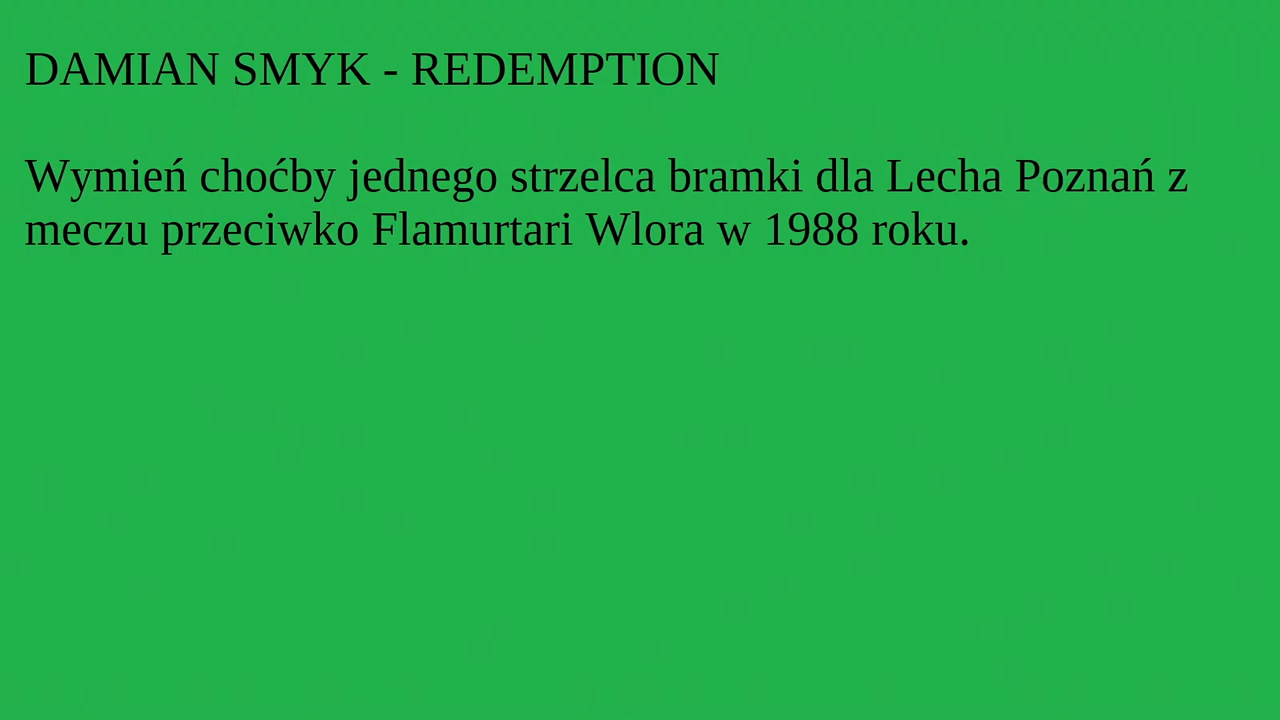 DAMIAN SMYK - REDEMPTION
Wymień choćby jednego strzelca bramki dla Lecha Poznań z
meczu przeciwko Flamurtari Wlora w 1988 roku.